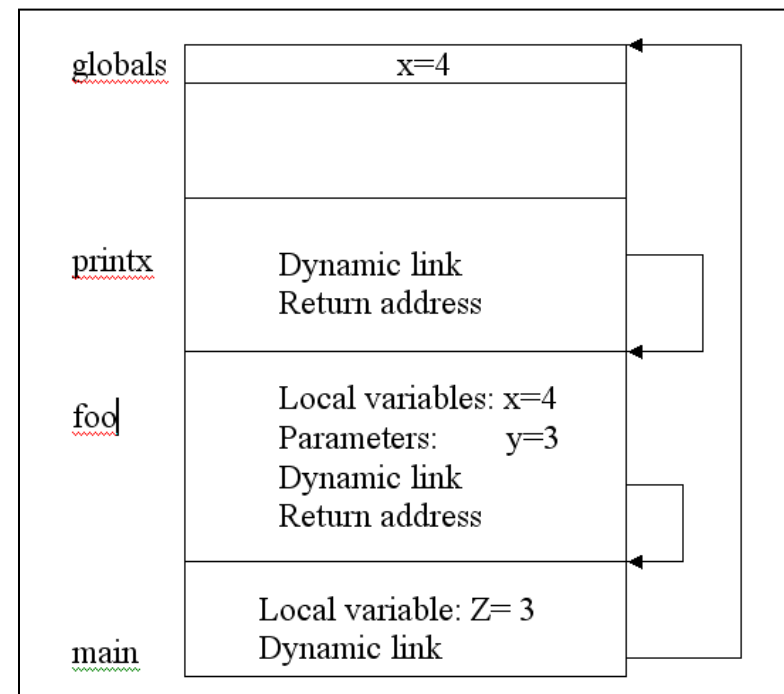 globals x=4
printx Dynamic link
Return address
foo Local variables: x=4
Parameters: y=3
Dynamic link
Return address
Local variable: Z= 3
main Dynamic link